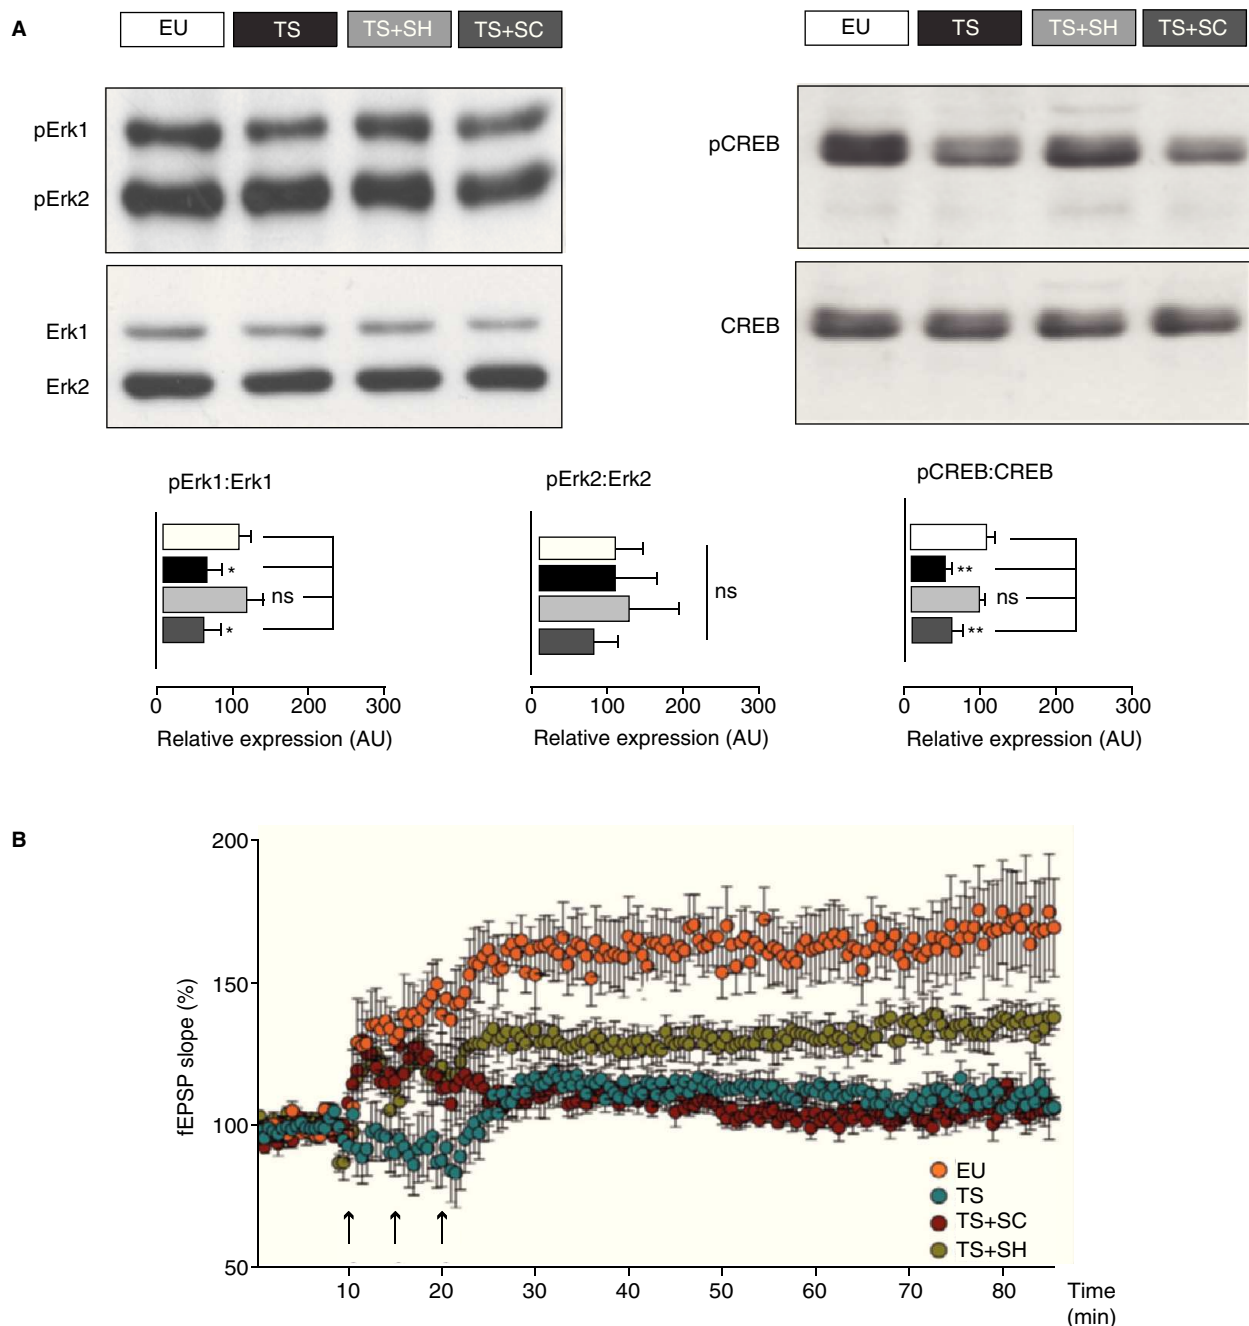 A
EU TS TS+SH TS+SC
EU TS TS+SH TS+SC
pErk1
pErk2
Erk1
Erk2
pCREB
CREB
pErk1:Erk1
*
ns
*
0 100 200 300
Relative expression (AU)
pErk2:Erk2
ns
0 100 200 300
Relative expression (AU)
pCREB:CREB
**
ns
**
0 100 200 300
Relative expression (AU)
B
200
150
100
50
fEPSP slope (%)
EU
TS
TS+SC
TS+SH
10 20 30 40 50 60 70 80 Time
(min)